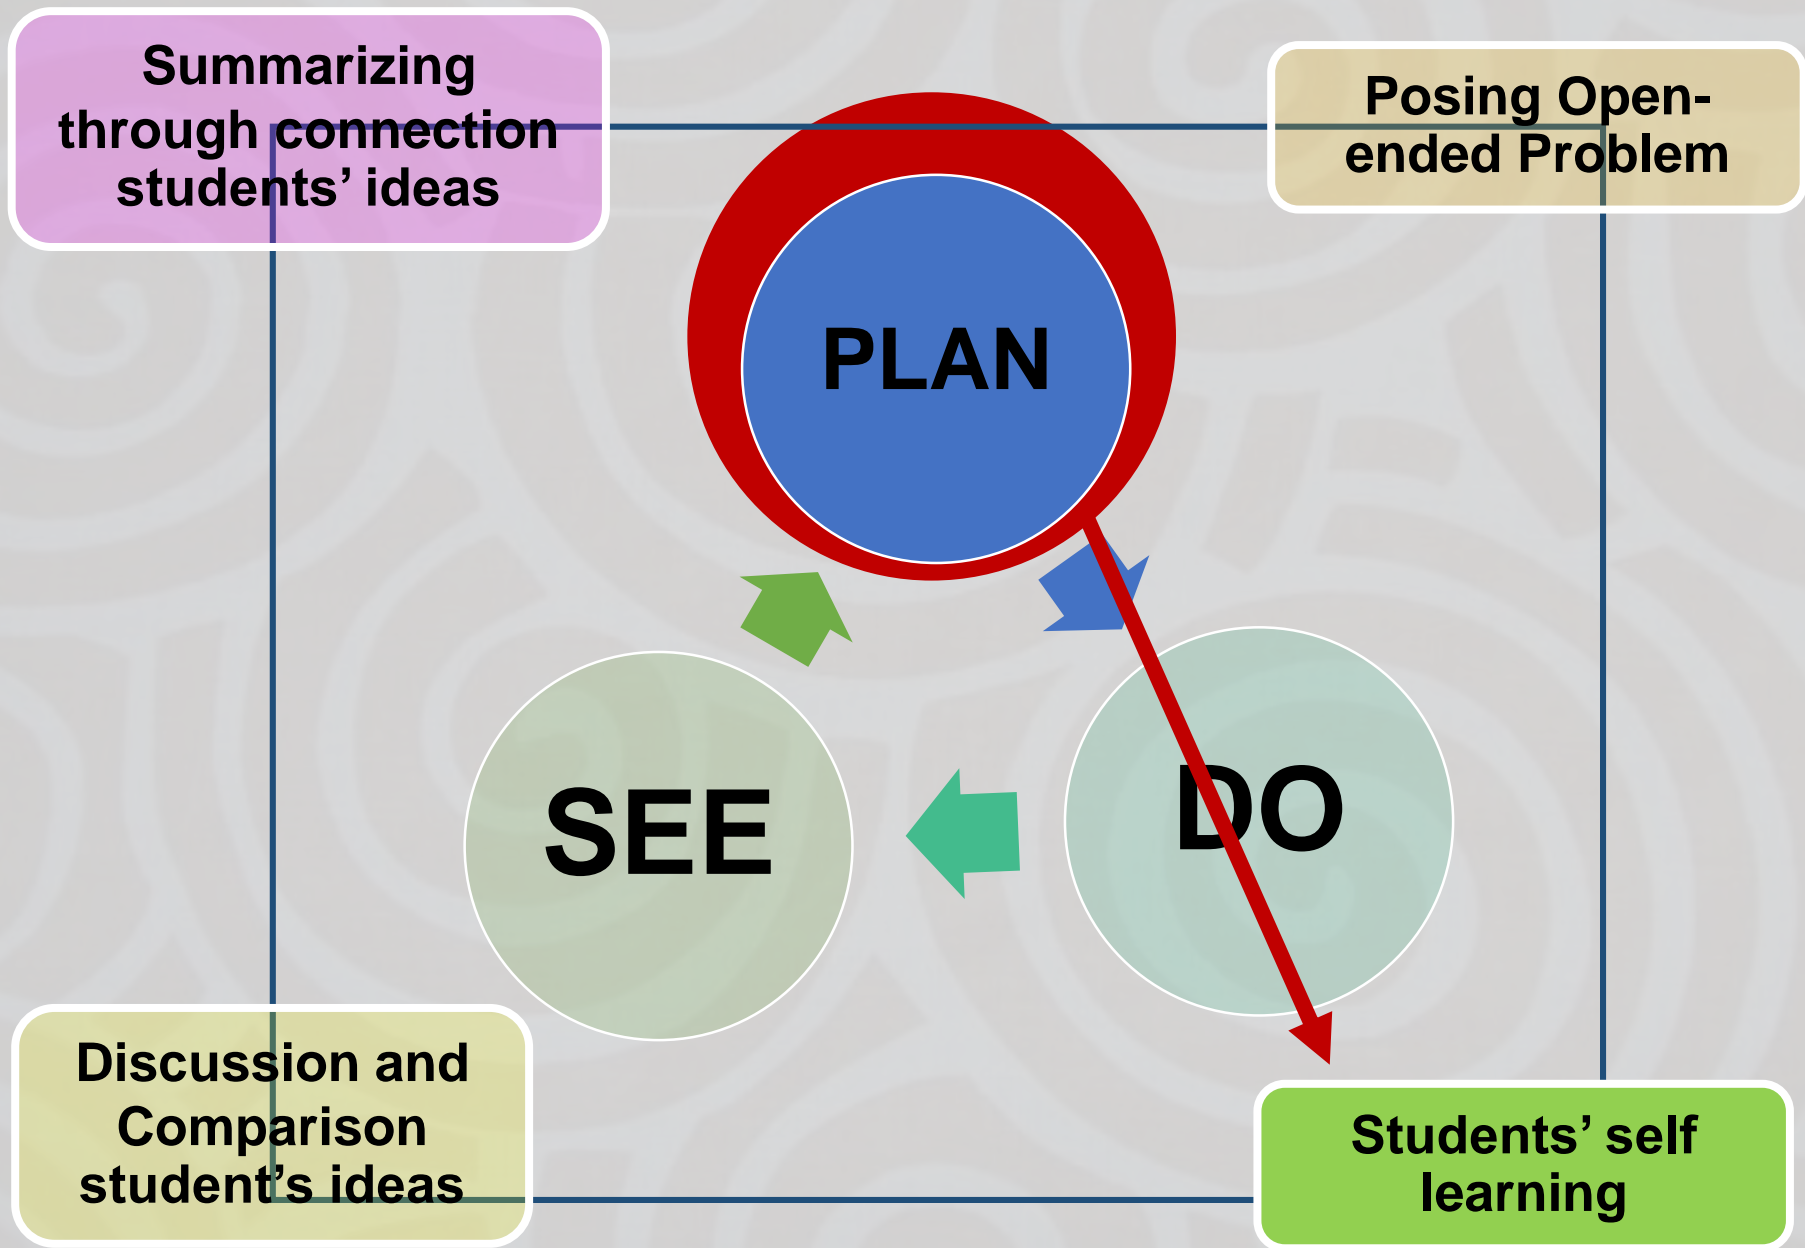 Summarizing
through connection
students’ ideas
Posing Open-
ended Problem
PLAN
SEE
DO
Discussion and
Comparison
student’s ideas
Students’ self
learning